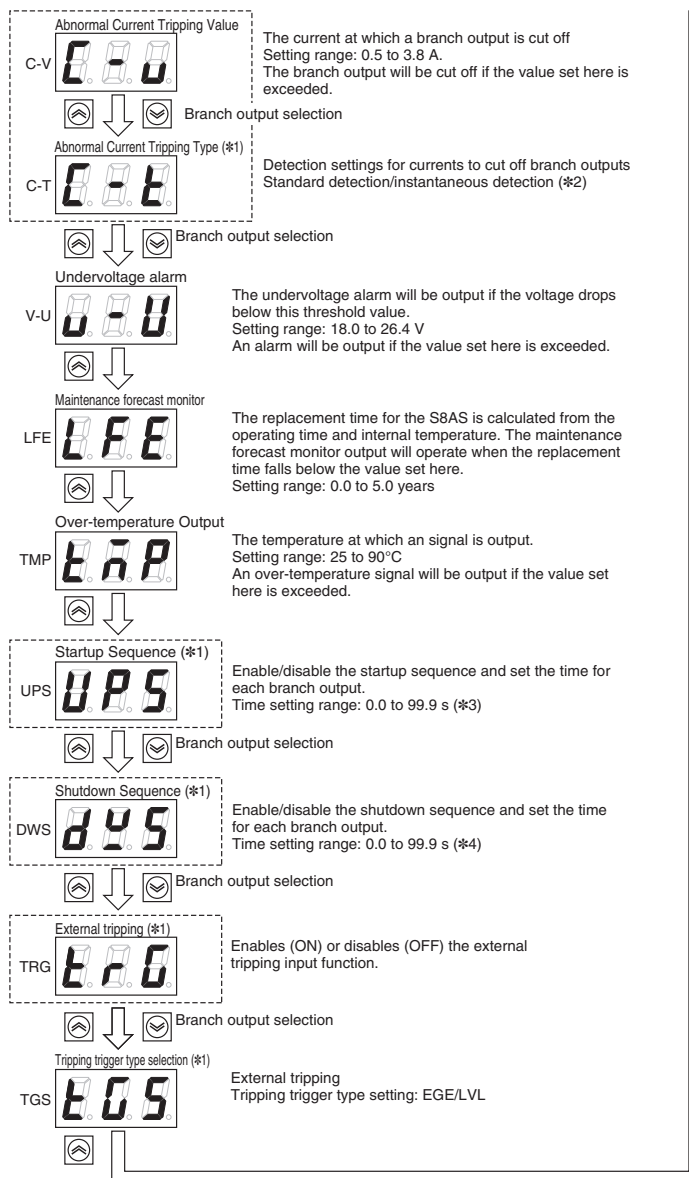 Abnormal Current Tripping Value
C-V
The current at which a branch output is cut off
Setting range: 0.5 to 3.8 A.
The branch output will be cut off if the value set here is
exceeded.
Branch output selection
Abnormal Current Tripping Type (✽1)
C-T
Detection settings for currents to cut off branch outputs
Standard detection/instantaneous detection (✽2)
Branch output selection
Undervoltage alarm
V-U
The undervoltage alarm will be output if the voltage drops
below this threshold value.
Setting range: 18.0 to 26.4 V
An alarm will be output if the value set here is exceeded.
Maintenance forecast monitor
LFE
The replacement time for the S8AS is calculated from the
operating time and internal temperature. The maintenance
forecast monitor output will operate when the replacement
time falls below the value set here.
Setting range: 0.0 to 5.0 years
Over-temperature Output
TMP
The temperature at which an signal is output.
Setting range: 25 to 90°C
An over-temperature signal will be output if the value set
here is exceeded.
Startup Sequence (✽1)
UPS
Enable/disable the startup sequence and set the time for
each branch output.
Time setting range: 0.0 to 99.9 s (✽3)
Branch output selection
Shutdown Sequence (✽1)
DWS
Enable/disable the shutdown sequence and set the time
for each branch output.
Time setting range: 0.0 to 99.9 s (✽4)
Branch output selection
External tripping (✽1)
TRG
Enables (ON) or disables (OFF) the external
tripping input function.
Branch output selection
Tripping trigger type selection (✽1)
TGS
External tripping
Tripping trigger type setting: EGE/LVL